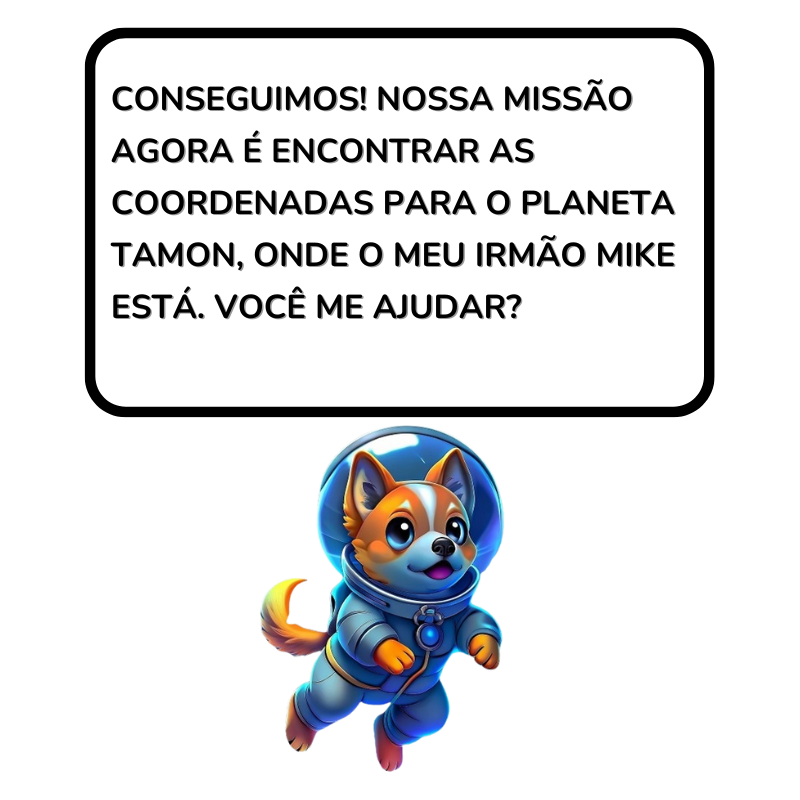 CONSEGUIMOS! NOSSA MISSÃO
AGORA É ENCONTRAR AS
COORDENADAS PARA O PLANETA
TAMON, ONDE O MEU IRMÃO MIKE
ESTÁ. VOCÊ ME AJUDAR?